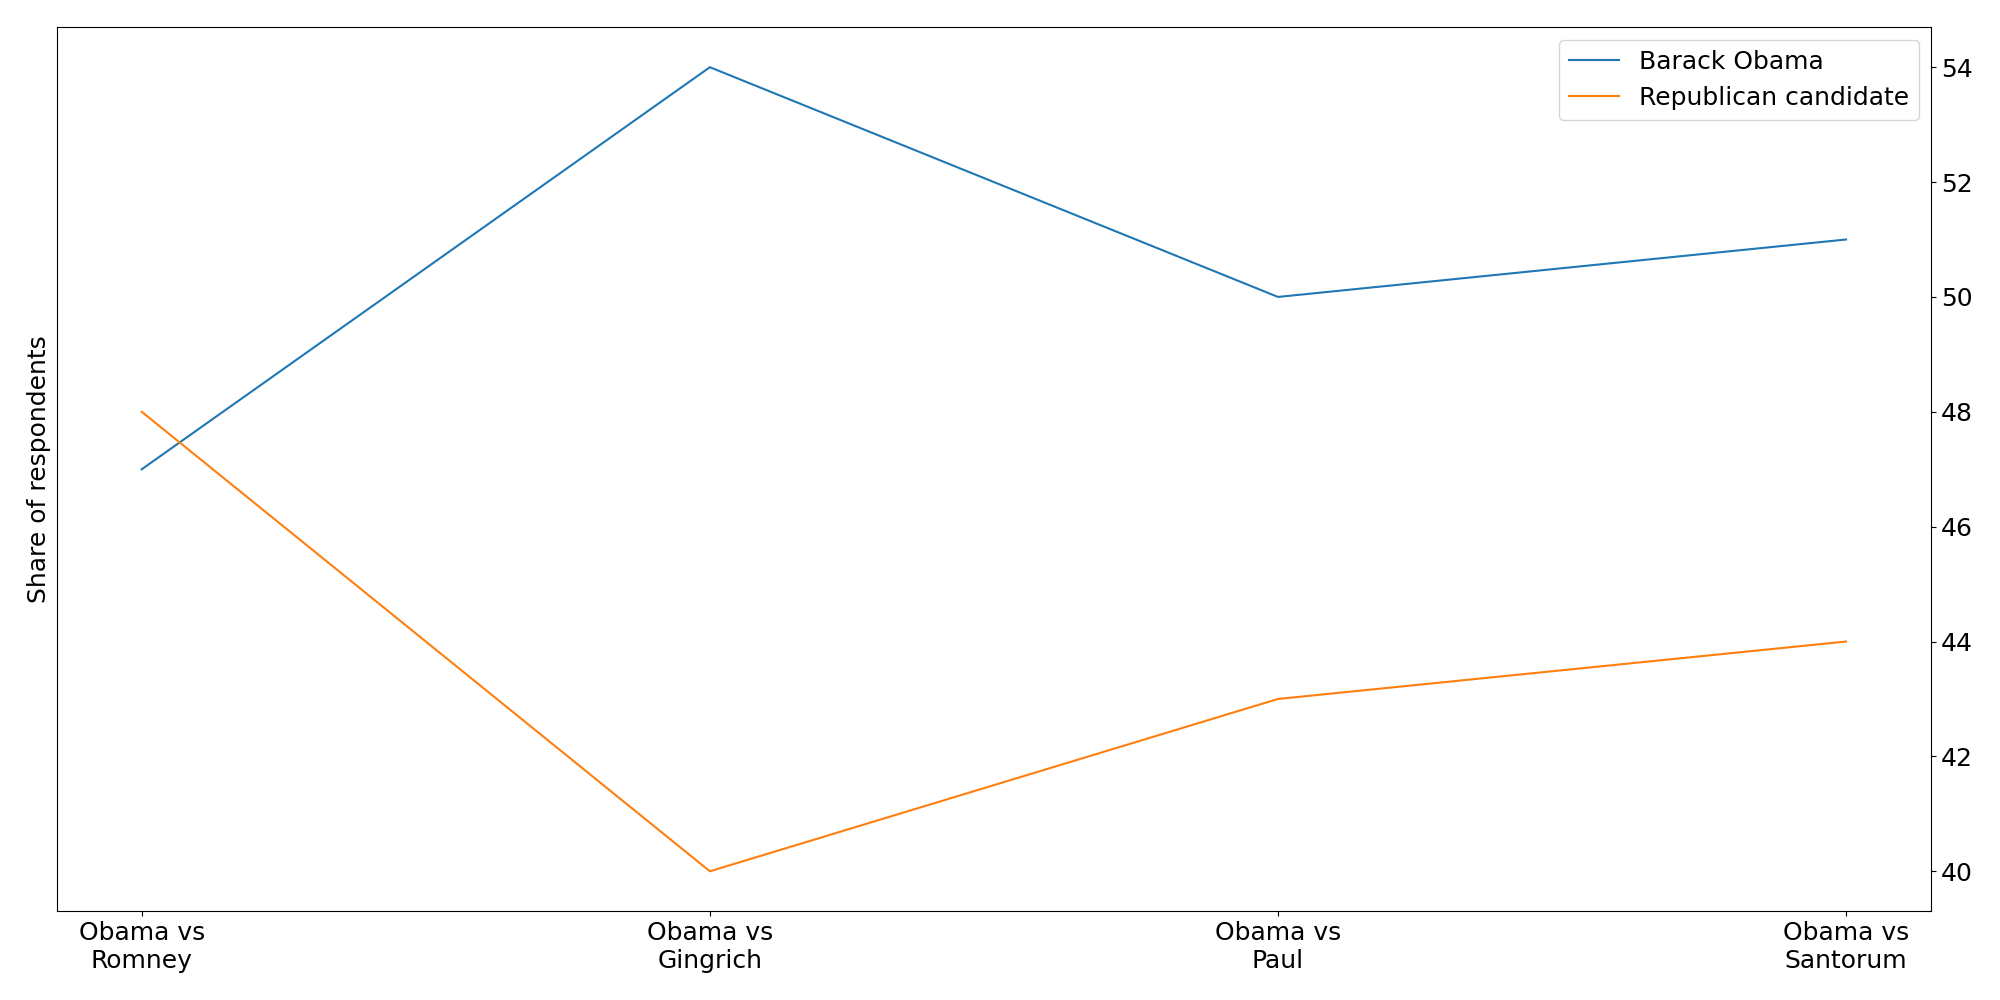 Barack Obama
Republican candidate
Share of respondents
54
52
50
48
46
44
42
40
Obama vs
Romney
Obama vs
Gingrich
Obama vs
Paul
Obama vs
Santorum